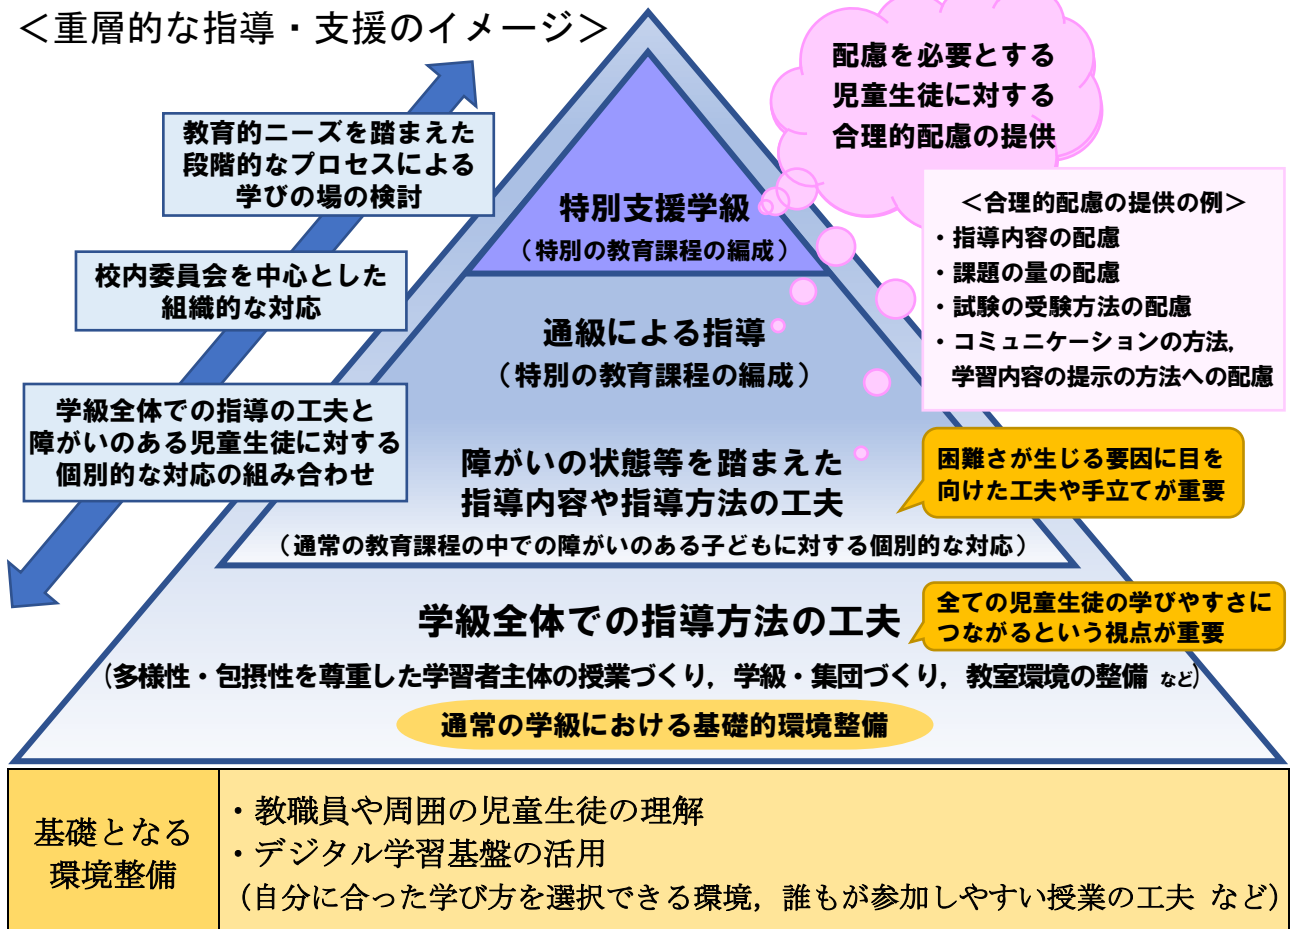 ＜重層的な指導・支援のイメージ＞
配慮を必要とする
児童生徒に対する
合理的配慮の提供
教育的ニーズを踏まえた
段階的なプロセスによる
学びの場の検討
校内委員会を中心とした
組織的な対応
学級全体での指導の工夫と
障がいのある児童生徒に対する
個別的な対応の組み合わせ
特別支援学級
（特別の教育課程の編成）
＜合理的配慮の提供の例＞
・指導内容の配慮
・課題の量の配慮
・試験の受験方法の配慮
・コミュニケーションの方法，
学習内容の提示の方法への配慮
通級による指導
（特別の教育課程の編成）
障がいの状態等を踏まえた
指導内容や指導方法の工夫
（通常の教育課程の中での障がいのある子どもに対する個別的な対応）
困難さが生じる要因に目を
向けた工夫や手立てが重要
学級全体での指導方法の工夫
（多様性・包摂性を尊重した学習者主体の授業づくり，学級・集団づくり，教室環境の整備 など）
全ての児童生徒の学びやすさに
つながるという視点が重要
通常の学級における基礎的環境整備
基礎となる
環境整備
・教職員や周囲の児童生徒の理解
・デジタル学習基盤の活用
（自分に合った学び方を選択できる環境，誰もが参加しやすい授業の工夫 など）